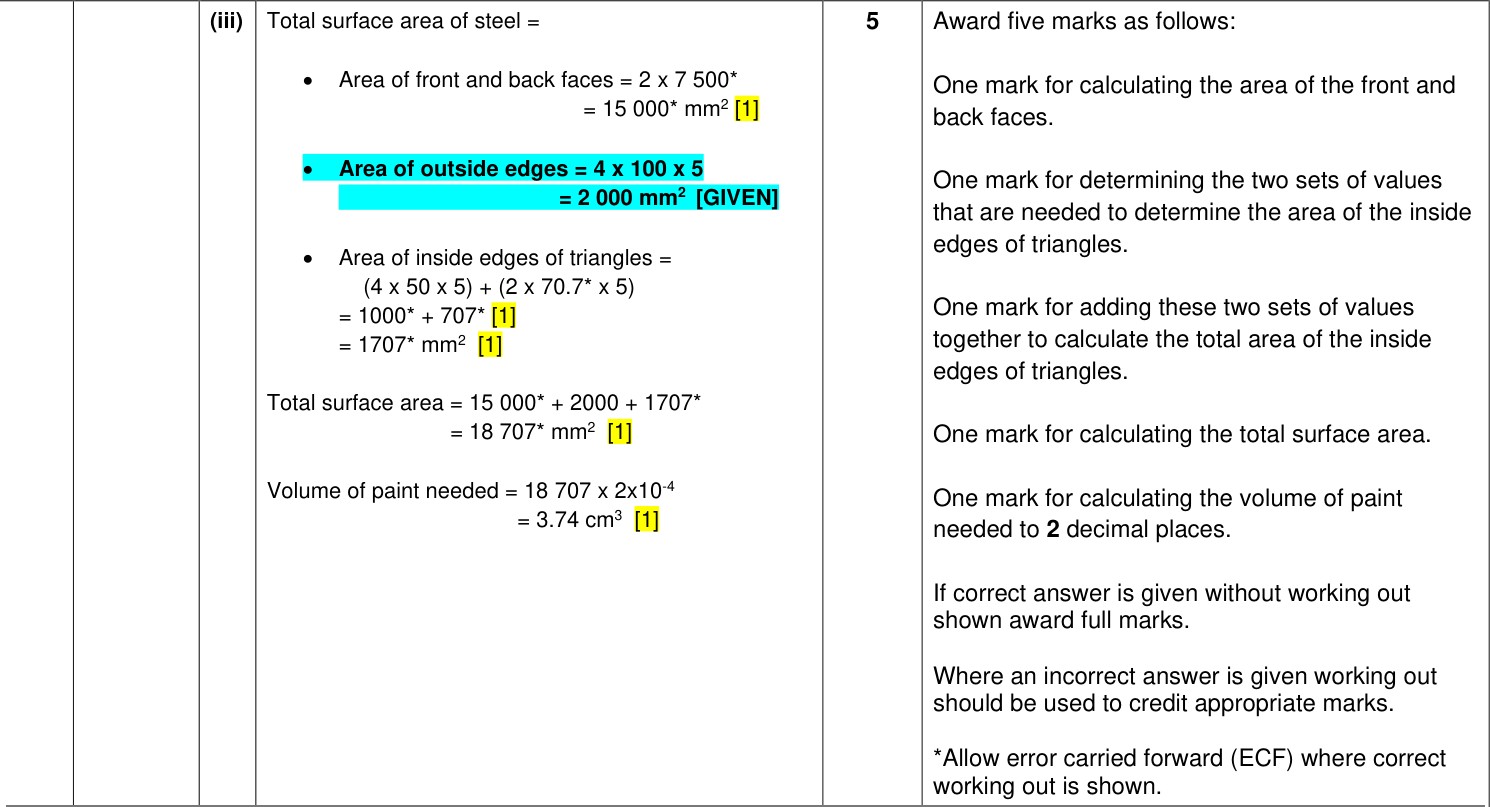 (iii)
Total surface area of steel =
• Area of front and back faces = 2 x 7 500*
= 15 000* mm² [1]
• Area of outside edges = 4 x 100 x 5
= 2 000 mm² [GIVEN]
• Area of inside edges of triangles =
(4 x 50 x 5) + (2 x 70.7* x 5)
= 1000* + 707* [1]
= 1707* mm² [1]
Total surface area = 15 000* + 2000 + 1707*
= 18 707* mm² [1]
Volume of paint needed = 18 707 x 2x10⁻⁴
= 3.74 cm³ [1]
5
Award five marks as follows:
One mark for calculating the area of the front and
back faces.
One mark for determining the two sets of values
that are needed to determine the area of the inside
edges of triangles.
One mark for adding these two sets of values
together to calculate the total area of the inside
edges of triangles.
One mark for calculating the total surface area.
One mark for calculating the volume of paint
needed to 2 decimal places.
If correct answer is given without working out
shown award full marks.
Where an incorrect answer is given working out
should be used to credit appropriate marks.
*Allow error carried forward (ECF) where correct
working out is shown.